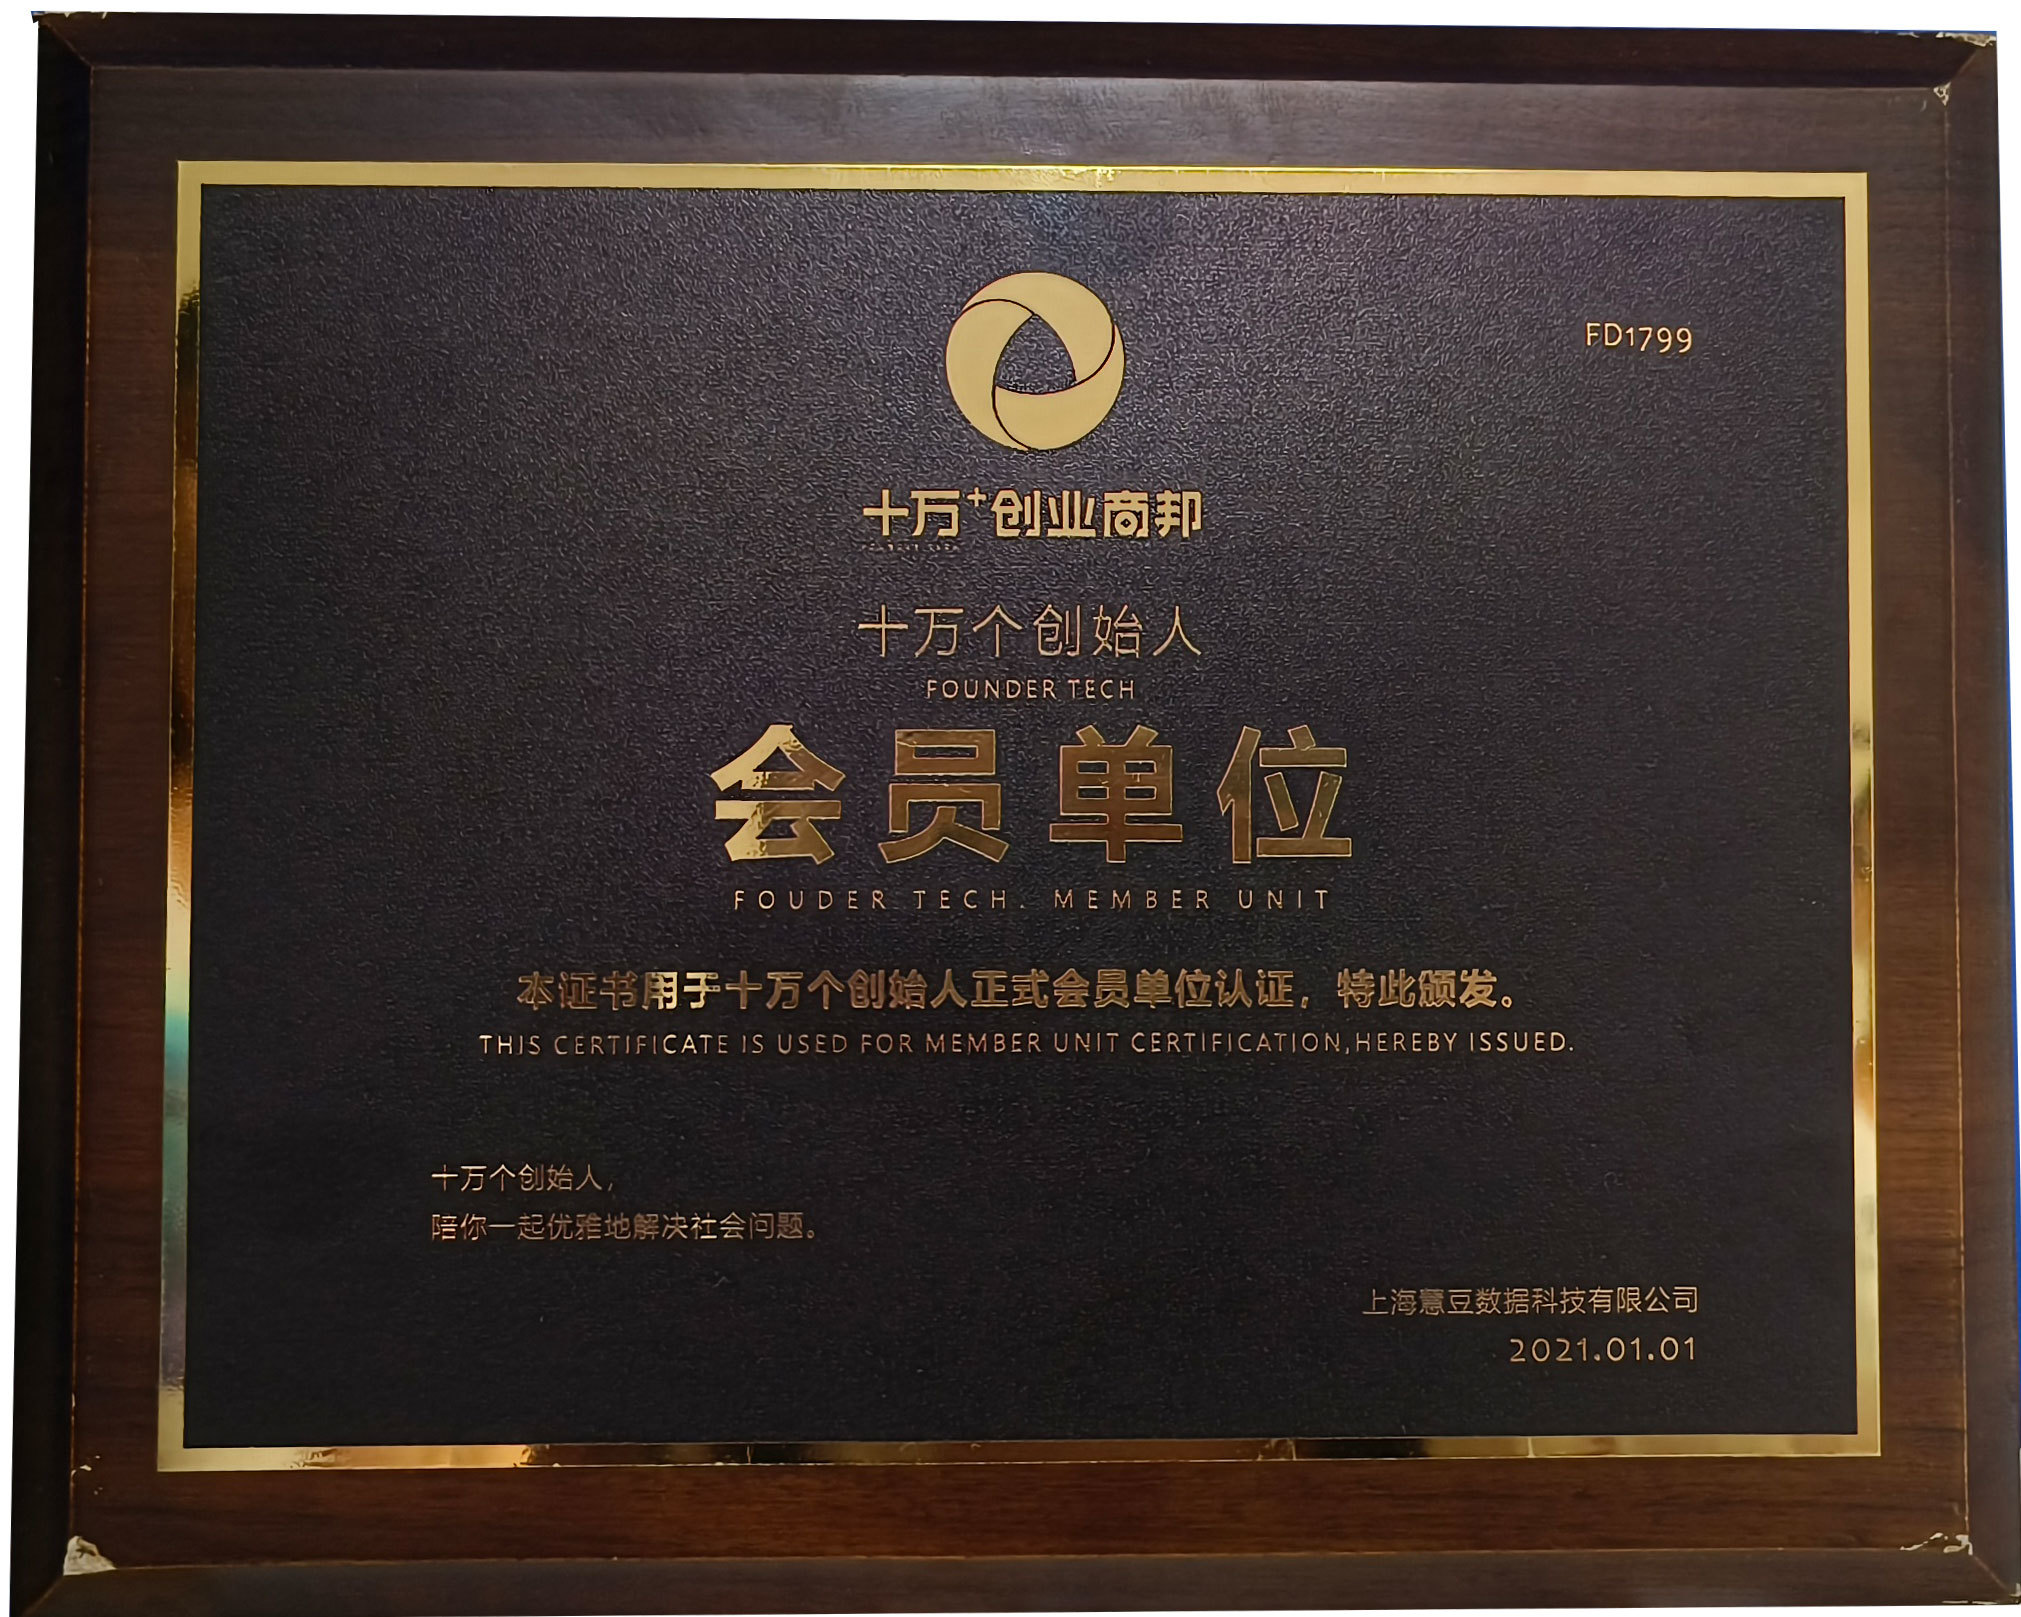 FD1799
十万+创业商邦
十万个创始人
FOUNDER TECH
会员单位
FOUDER TECH. MEMBER UNIT
本证书用于十万个创始人正式会员单位认证，特此颁发。
THIS CERTIFICATE IS USED FOR MEMBER UNIT CERTIFICATION,HEREBY ISSUED.
十万个创始人，
陪你一起优雅地解决社会问题。
上海慧豆数据科技有限公司
2021.01.01